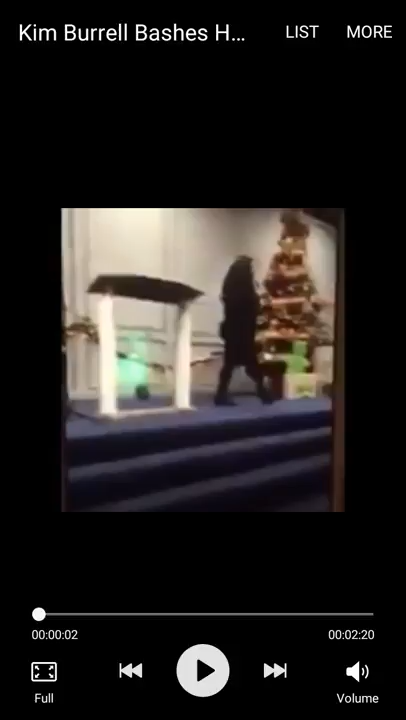 Kim Burrell Bashes H...
LIST
MORE
00:00:02
00:02:20
Full
Volume